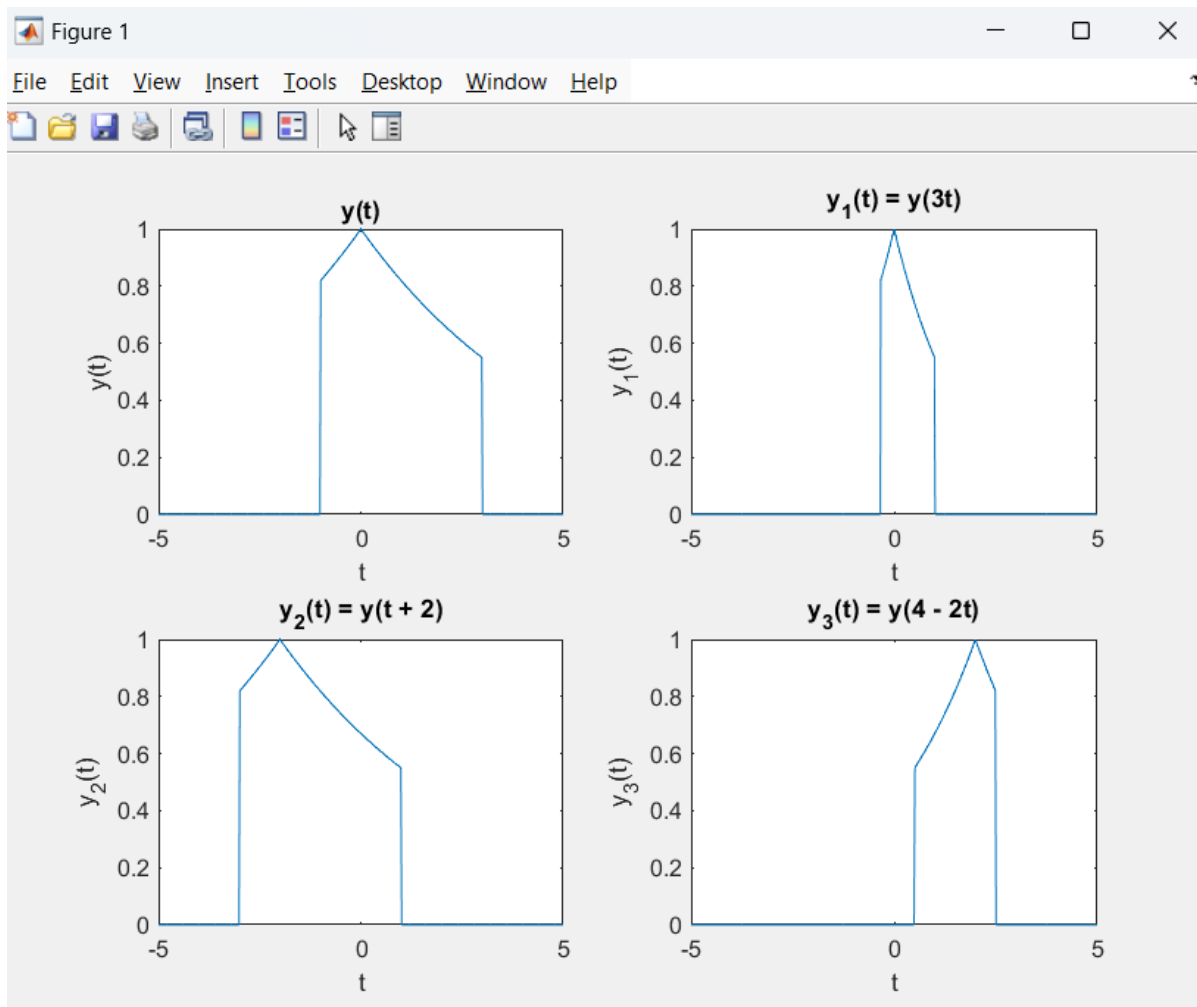 Figure 1
File Edit View Insert Tools Desktop Window Help
y(t)
1
0.8
0.6
0.4
0.2
0
y(t)
-5 0 5
t
y₁(t) = y(3t)
1
0.8
0.6
0.4
0.2
0
y₁(t)
-5 0 5
t
y₂(t) = y(t + 2)
1
0.8
0.6
0.4
0.2
0
y₂(t)
-5 0 5
t
y₃(t) = y(4 - 2t)
1
0.8
0.6
0.4
0.2
0
y₃(t)
-5 0 5
t